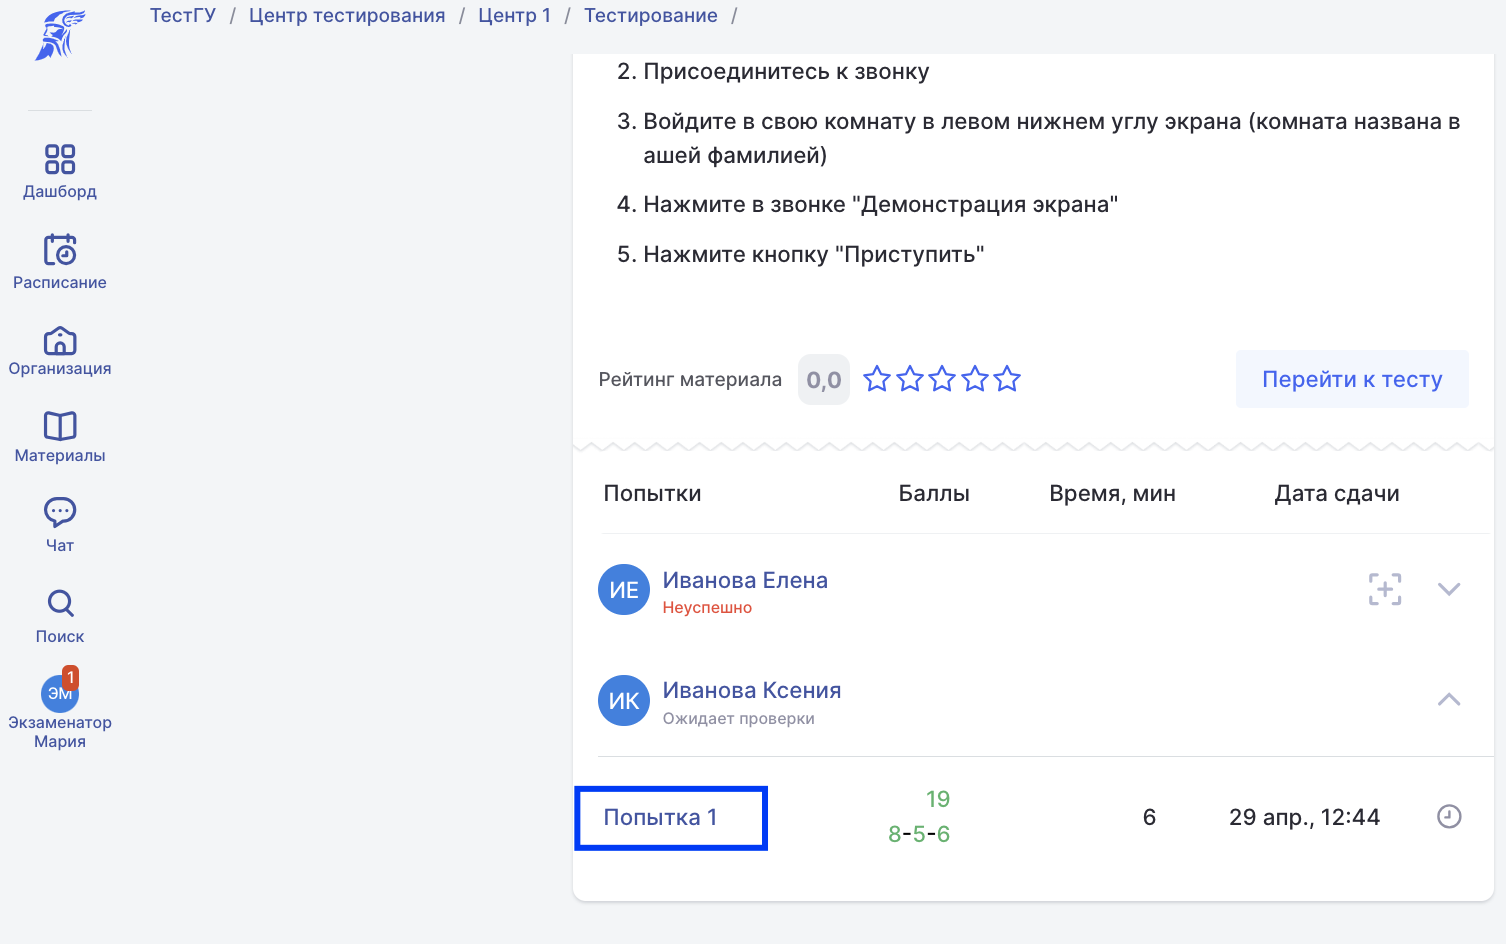 ТестГУ / Центр тестирования / Центр 1 / Тестирование /
Дашборд
Расписание
Организация
Материалы
Чат
Поиск
1
ЭМ
Экзаменатор
Мария
2. Присоединитесь к звонку
3. Войдите в свою комнату в левом нижнем углу экрана (комната названа в
ашей фамилией)
4. Нажмите в звонке "Демонстрация экрана"
5. Нажмите кнопку "Приступить"
Рейтинг материала 0,0 Перейти к тесту
Попытки Баллы Время, мин Дата сдачи
ИЕ Иванова Елена
Неуспешно
ИК Иванова Ксения
Ожидает проверки
19
Попытка 1 6 29 апр., 12:44
8-5-6